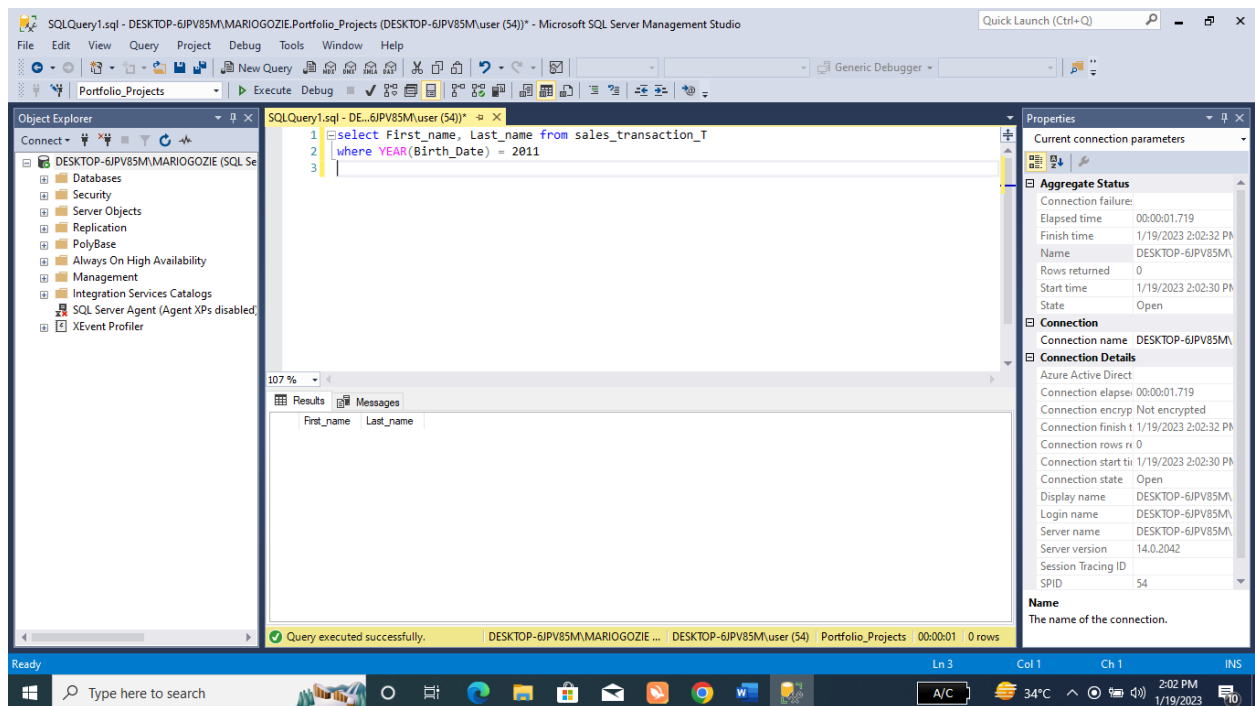 SQLQuery1.sql - DESKTOP-6JPV85M\MARIOGOZIE.Portfolio_Projects (DESKTOP-6JPV85M\user (54))* - Microsoft SQL Server Management Studio
Quick Launch (Ctrl+Q)
File Edit View Query Project Debug Tools Window Help
New Query MDX DMX XMLA DAX Generic Debugger
Portfolio_Projects Execute Debug
Object Explorer
Connect
DESKTOP-6JPV85M\MARIOGOZIE (SQL Se
Databases
Security
Server Objects
Replication
PolyBase
Always On High Availability
Management
Integration Services Catalogs
SQL Server Agent (Agent XPs disabled)
XEvent Profiler
SQLQuery1.sql - DE...6JPV85M\user (54))*
1 select First_name, Last_name from sales_transaction_T
2 where YEAR(Birth_Date) = 2011
3
107 %
Results Messages
First_name Last_name
Query executed successfully. DESKTOP-6JPV85M\MARIOGOZIE ... DESKTOP-6JPV85M\user (54) Portfolio_Projects 00:00:01 0 rows
Properties
Current connection parameters
Aggregate Status
Connection failure
Elapsed time 00:00:01.719
Finish time 1/19/2023 2:02:32 PM
Name DESKTOP-6JPV85M\
Rows returned 0
Start time 1/19/2023 2:02:30 PM
State Open
Connection
Connection name DESKTOP-6JPV85M\
Connection Details
Azure Active Direct
Connection elapse 00:00:01.719
Connection encryp Not encrypted
Connection finish t 1/19/2023 2:02:32 PM
Connection rows re 0
Connection start ti 1/19/2023 2:02:30 PM
Connection state Open
Display name DESKTOP-6JPV85M\
Login name DESKTOP-6JPV85M\
Server name DESKTOP-6JPV85M\
Server version 14.0.2042
Session Tracing ID
SPID 54
Name
The name of the connection.
Ready Ln 3 Col 1 Ch 1 INS
Type here to search A/C 34°C 2:02 PM
1/19/2023